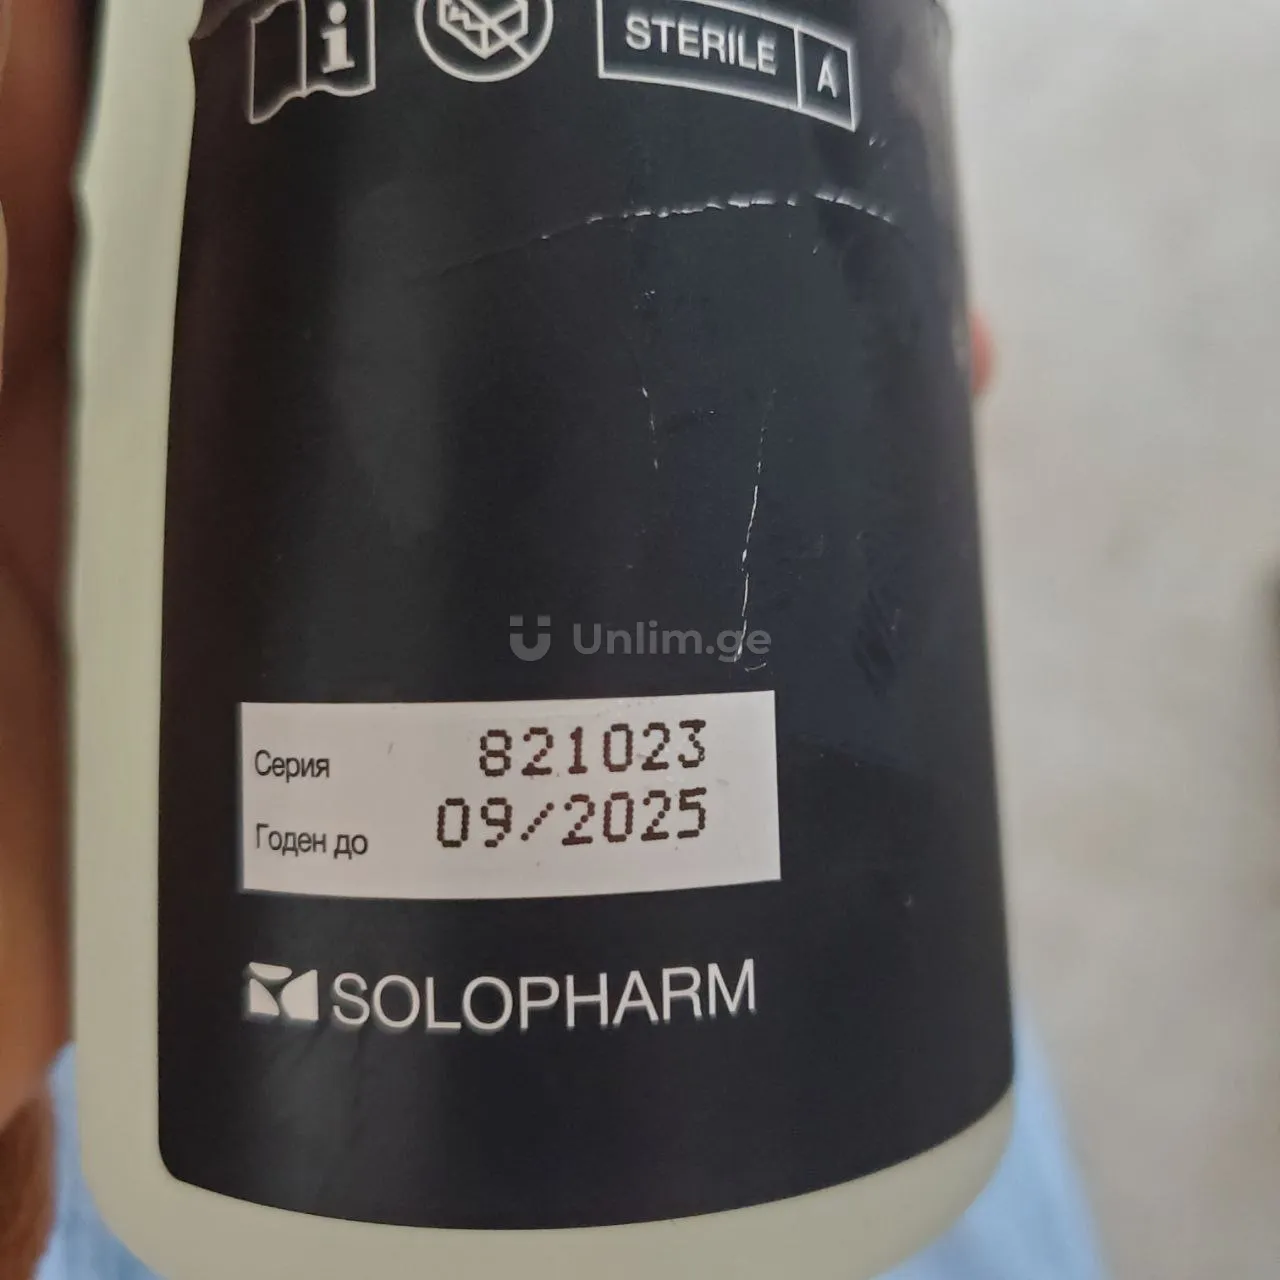 STERILE A
Unlim.ge
Серия 821023
Годен до 09/2025
SOLOPHARM